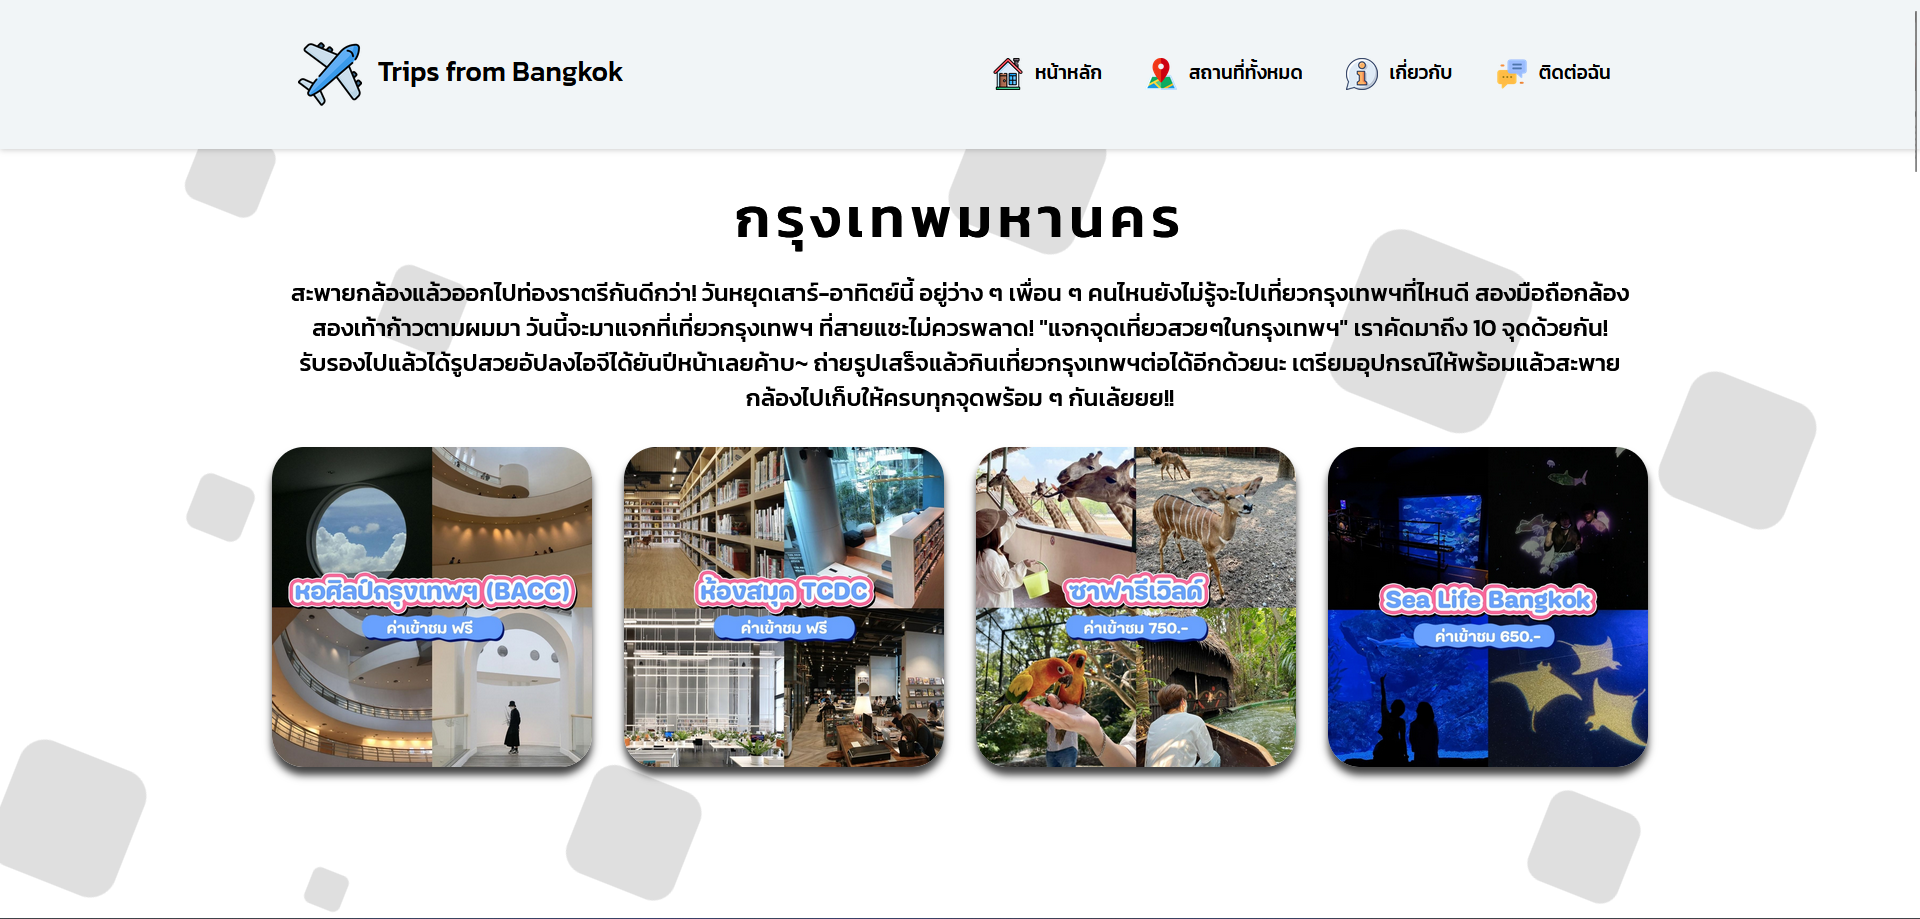 Trips from Bangkok
หน้าหลัก
สถานที่ทั้งหมด
เกี่ยวกับ
ติดต่อฉัน
กรุงเทพมหานคร
สะพายกล้องแล้วออกไปท่องราตรีกันดีกว่า! วันหยุดเสาร์-อาทิตย์นี้ อยู่ว่าง ๆ เพื่อน ๆ คนไหนยังไม่รู้จะไปเที่ยวกรุงเทพฯที่ไหนดี สองมือถือกล้อง
สองเท้าก้าวตามผมมา วันนี้จะมาแจกที่เที่ยวกรุงเทพฯ ที่สายแชะไม่ควรพลาด! "แจกจุดเที่ยวสวยๆในกรุงเทพฯ" เราคัดมาถึง 10 จุดด้วยกัน!
รับรองไปแล้วได้รูปสวยอัปลงไอจีได้ยันปีหน้าเลยค้าบ~ ถ่ายรูปเสร็จแล้วกินเที่ยวกรุงเทพฯต่อได้อีกด้วยนะ เตรียมอุปกรณ์ให้พร้อมแล้วสะพาย
กล้องไปเก็บให้ครบทุกจุดพร้อม ๆ กันเล้ยยย!!
หอศิลป์กรุงเทพฯ (BACC)
ค่าเข้าชม ฟรี
ห้องสมุด TCDC
ค่าเข้าชม ฟรี
ซาฟารีเวิลด์
ค่าเข้าชม 750.-
Sea Life Bangkok
ค่าเข้าชม 650.-